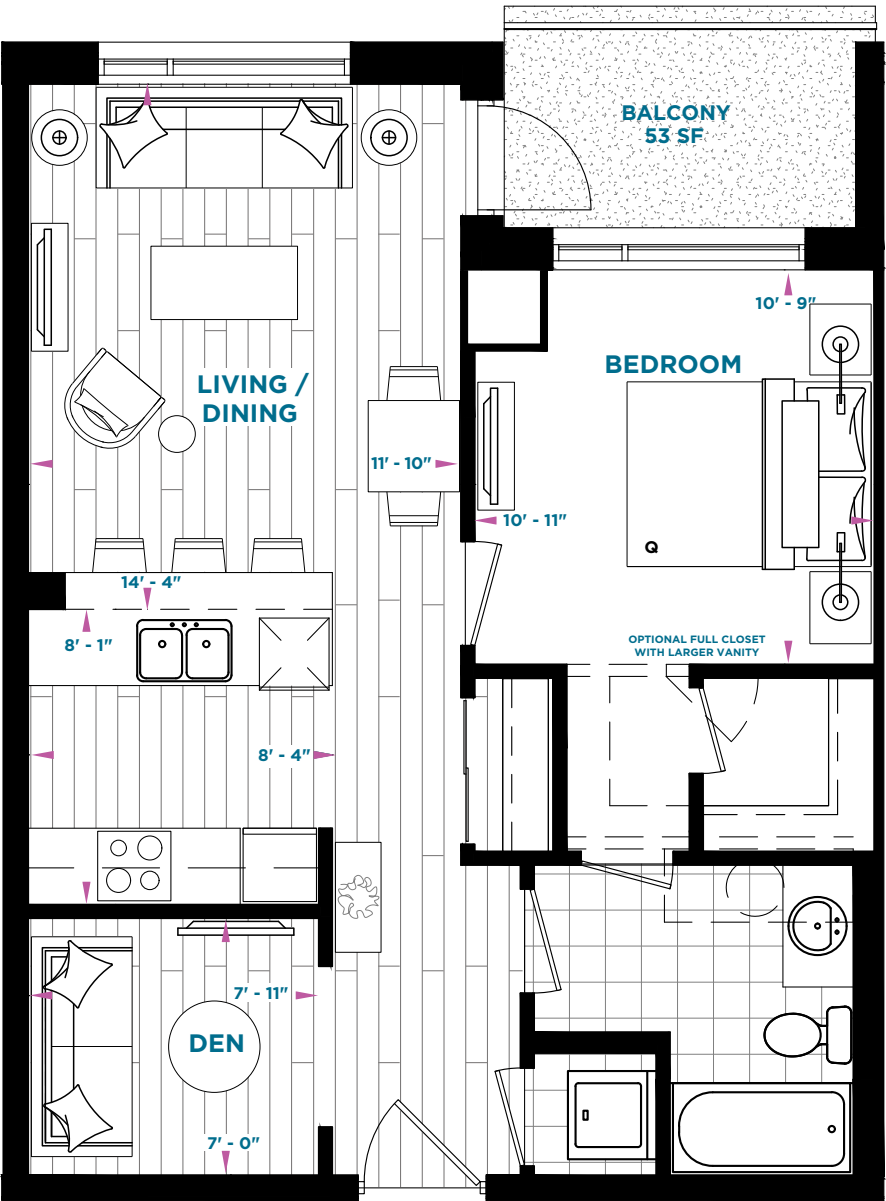 BALCONY
53 SF
10' - 9"
BEDROOM
LIVING /
DINING
11' - 10"
10' - 11"
Q
14' - 4"
8' - 1"
OPTIONAL FULL CLOSET
WITH LARGER VANITY
8' - 4"
7' - 11"
DEN
7' - 0"